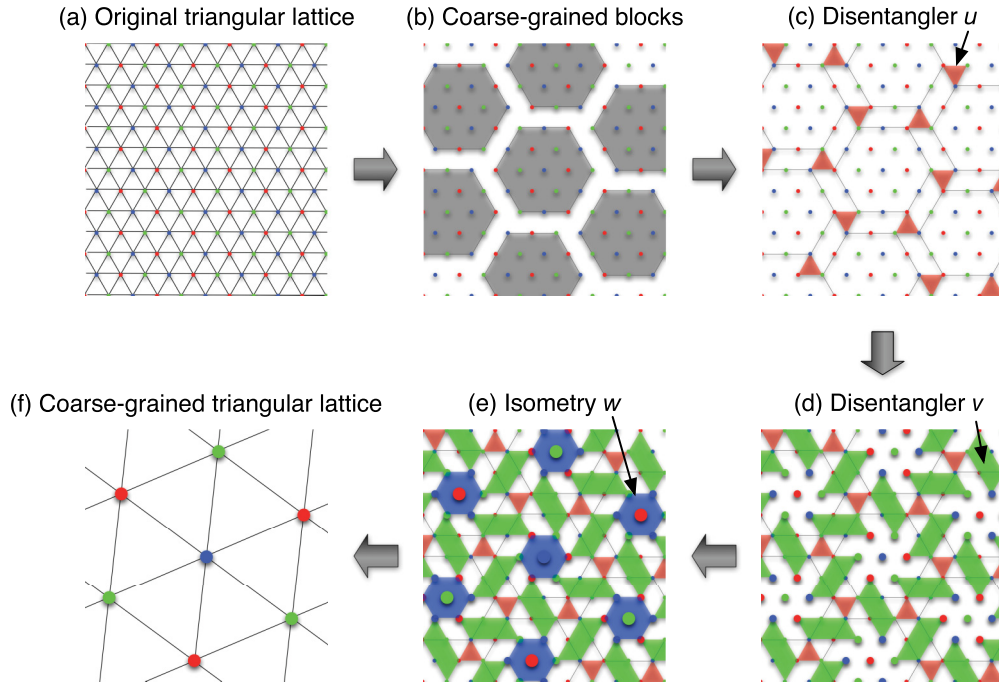 (a) Original triangular lattice
(b) Coarse-grained blocks
(c) Disentangler u
(f) Coarse-grained triangular lattice
(e) Isometry w
(d) Disentangler v